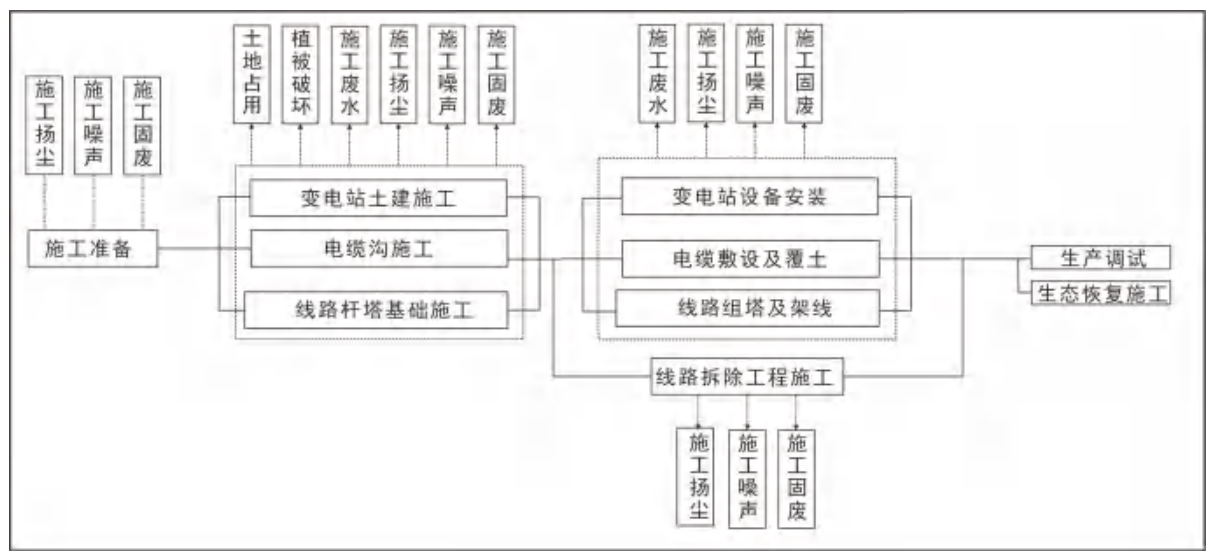 土地占用
植被破坏
施工废水
施工扬尘
施工噪声
施工固废
施工废水
施工扬尘
施工噪声
施工固废
施工扬尘
施工噪声
施工固废
变电站土建施工
变电站设备安装
施工准备
电缆沟施工
电缆敷设及覆土
生产调试
生态恢复施工
线路杆塔基础施工
线路组塔及架线
线路拆除工程施工
施工扬尘
施工噪声
施工固废